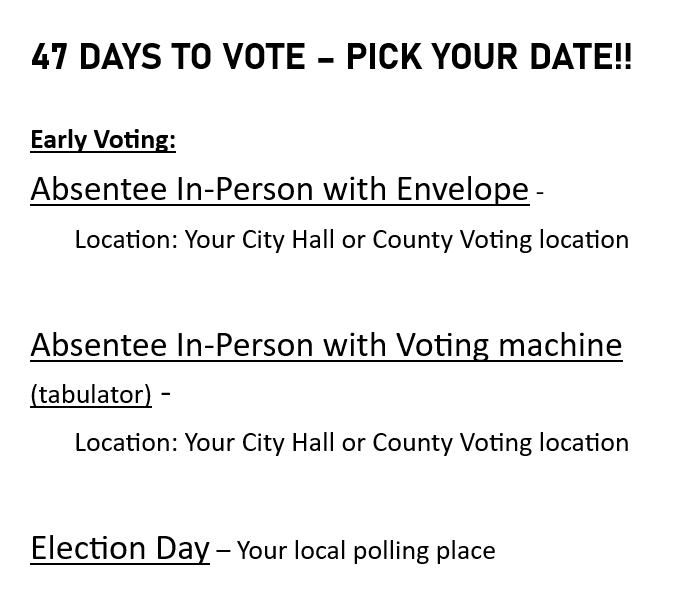 47 DAYS TO VOTE – PICK YOUR DATE!!
Early Voting:
Absentee In-Person with Envelope -
Location: Your City Hall or County Voting location
Absentee In-Person with Voting machine
(tabulator) -
Location: Your City Hall or County Voting location
Election Day – Your local polling place